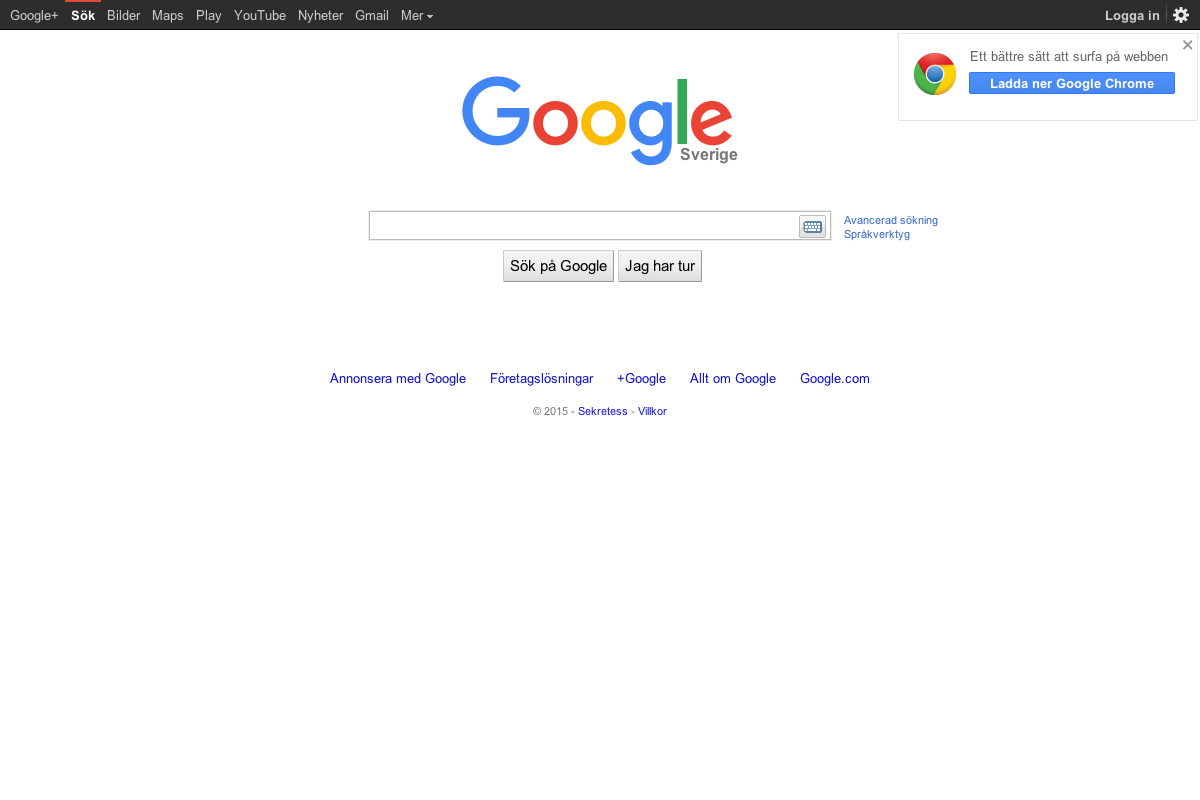 Google+ Sök Bilder Maps Play YouTube Nyheter Gmail Mer Logga in
Ett bättre sätt att surfa på webben
Ladda ner Google Chrome
Google
Sverige
Avancerad sökning
Språkverktyg
Sök på Google Jag har tur
Annonsera med Google Företagslösningar +Google Allt om Google Google.com
© 2015 - Sekretess - Villkor